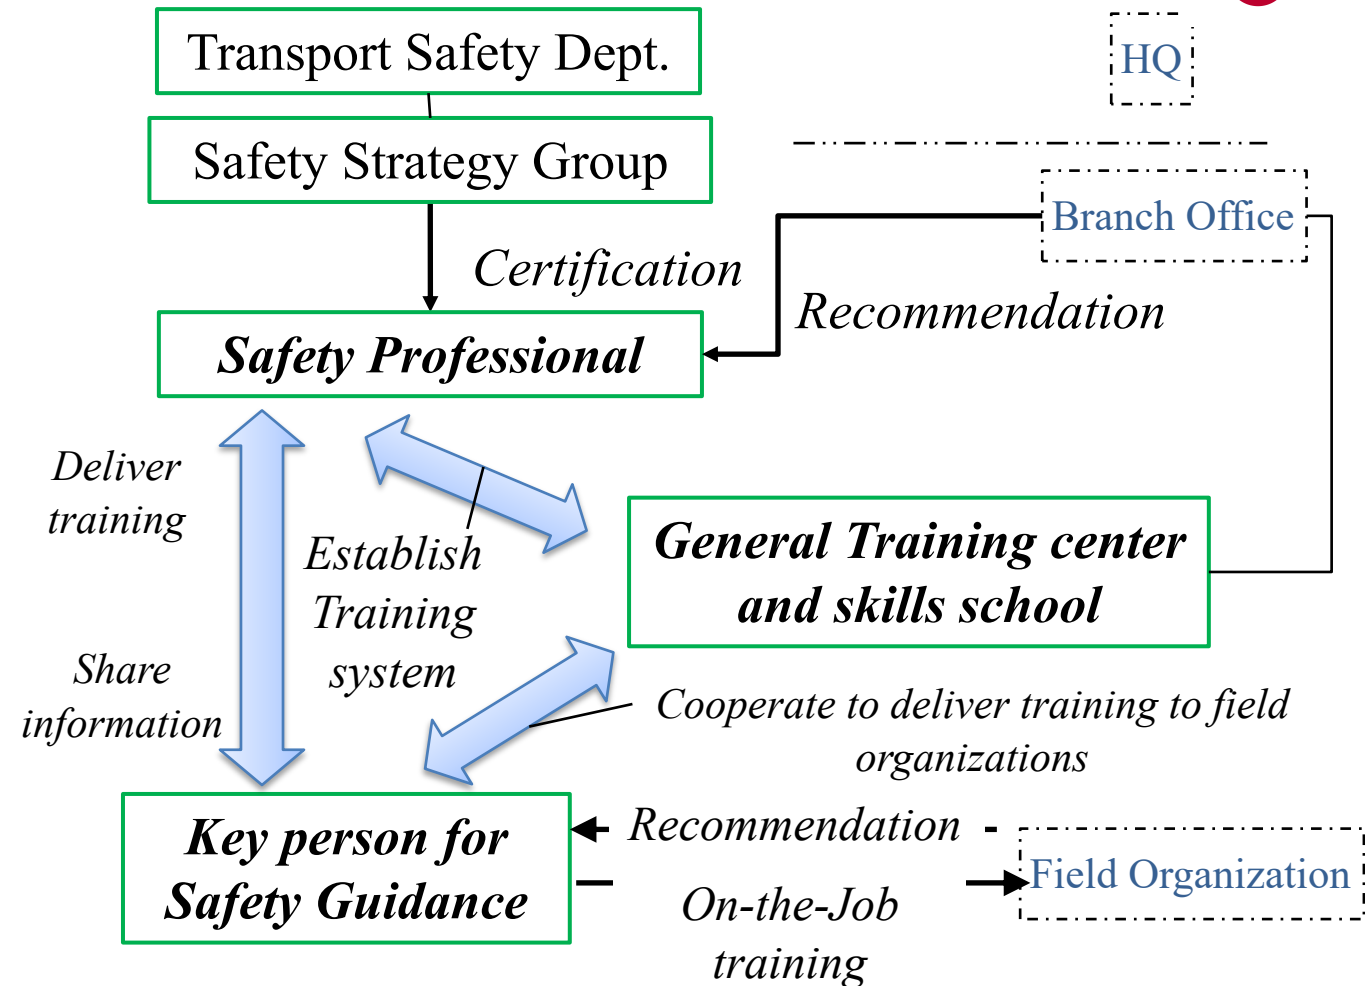 Transport Safety Dept.
HQ
Safety Strategy Group
Branch Office
Certification
Recommendation
Safety Professional
Deliver
training
Establish
Training
system
General Training center
and skills school
Share
information
Cooperate to deliver training to field
organizations
Key person for
Safety Guidance
Recommendation
Field Organization
On-the-Job
training